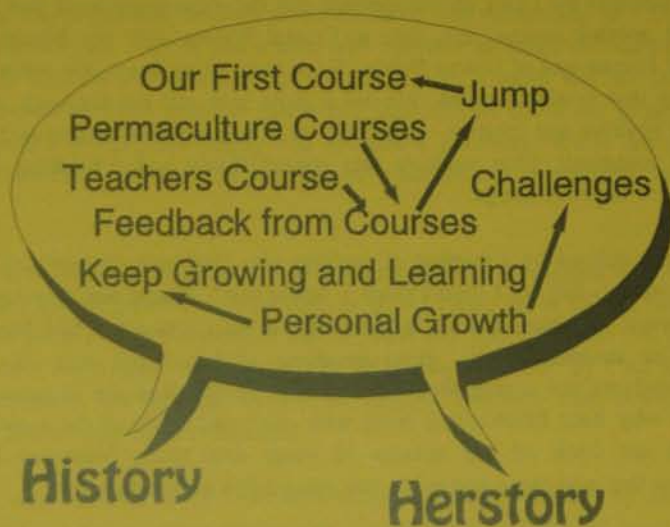 Our First Course
Jump
Permaculture Courses
Teachers Course
Challenges
Feedback from Courses
Keep Growing and Learning
Personal Growth
History
Herstory